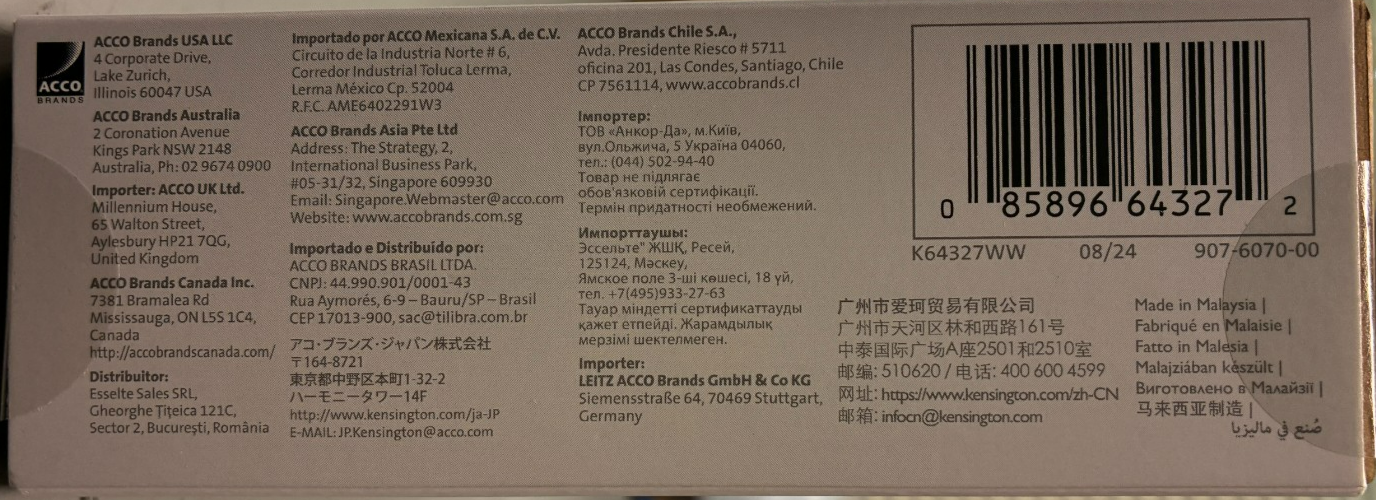 ACCO
BRANDS
ACCO Brands USA LLC
4 Corporate Drive,
Lake Zurich,
Illinois 60047 USA
ACCO Brands Australia
2 Coronation Avenue
Kings Park NSW 2148
Australia, Ph: 02 9674 0900
Importer: ACCO UK Ltd.
Millennium House,
65 Walton Street,
Aylesbury HP21 7QG,
United Kingdom
ACCO Brands Canada Inc.
7381 Bramalea Rd
Mississauga, ON L5S 1C4,
Canada
http://accobrandscanada.com/
Distribuitor:
Esselte Sales SRL,
Gheorghe Țițeica 121C,
Sector 2, Bucureşti, România
Importado por ACCO Mexicana S.A. de C.V.
Circuito de la Industria Norte # 6,
Corredor Industrial Toluca Lerma,
Lerma México Cp. 52004
R.F.C. AME6402291W3
ACCO Brands Asia Pte Ltd
Address: The Strategy, 2,
International Business Park,
#05-31/32, Singapore 609930
Email: Singapore.Webmaster@acco.com
Website: www.accobrands.com.sg
Importado e Distribuído por:
ACCO BRANDS BRASIL LTDA.
CNPJ: 44.990.901/0001-43
Rua Aymorés, 6-9 – Bauru/SP – Brasil
CEP 17013-900, sac@tilibra.com.br
アコ・ブランズ・ジャパン株式会社
〒164-8721
東京都中野区本町1-32-2
ハーモニータワー14F
http://www.kensington.com/ja-JP
E-MAIL: JP.Kensington@acco.com
ACCO Brands Chile S.A.,
Avda. Presidente Riesco # 5711
oficina 201, Las Condes, Santiago, Chile
CP 7561114, www.accobrands.cl
Імпортер:
ТОВ «Анкор-Да», м.Київ,
вул.Ольжича, 5 Україна 04060,
тел.: (044) 502-94-40
Товар не підлягає
обов'язковій сертифікації.
Термін придатності необмежений.
Импорттаушы:
Эссельте" ЖШҚ, Ресей,
125124, Мәскеу,
Ямское поле 3-ші көшесі, 18 үй,
тел. +7(495)933-27-63
Тауар міндетті сертификаттауды
қажет етпейді. Жарамдылық
мерзімі шектелмеген.
Importer:
LEITZ ACCO Brands GmbH & Co KG
Siemensstraße 64, 70469 Stuttgart,
Germany
0 85896 64327 2
K64327WW 08/24 907-6070-00
广州市爱珂贸易有限公司
广州市天河区林和西路161号
中泰国际广场A座2501和2510室
邮编: 510620 / 电话: 400 600 4599
网址: https://www.kensington.com/zh-CN
邮箱: infocn@kensington.com
Made in Malaysia |
Fabriqué en Malaisie |
Fatto in Malesia |
Malajziában készült |
Виготовлено в Малайзії |
马来西亚制造 |
صُنع في ماليزيا